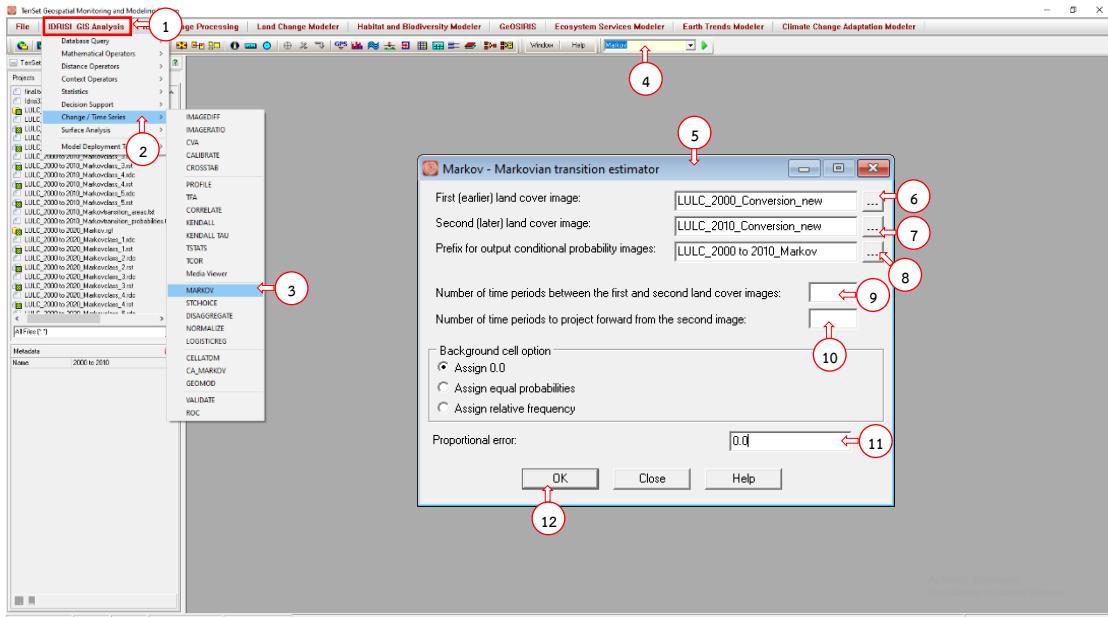 TerrSet Geospatial Monitoring and Modeling
File IDRISI GIS Analysis ge Processing Land Change Modeler Habitat and Biodiversity Modeler GeOSIRIS Ecosystem Services Modeler Earth Trends Modeler Climate Change Adaptation Modeler
1
Window Help Markov
4
Database Query
Mathematical Operators
Distance Operators
Context Operators
Statistics
Decision Support
Change / Time Series
Surface Analysis
Model Deployment T
2
Projects
LULC_2000 to 2010_Markovclass_3.rst
LULC_2000 to 2010_Markovclass_4.rdc
LULC_2000 to 2010_Markovclass_4.rst
LULC_2000 to 2010_Markovclass_5.rdc
LULC_2000 to 2010_Markovclass_5.rst
LULC_2000 to 2010_Markovtransition_areas.txt
LULC_2000 to 2010_Markovtransition_probabilities.t
LULC_2000 to 2020_Markov.rgf
LULC_2000 to 2020_Markovclass_1.rdc
LULC_2000 to 2020_Markovclass_1.rst
LULC_2000 to 2020_Markovclass_2.rdc
LULC_2000 to 2020_Markovclass_2.rst
LULC_2000 to 2020_Markovclass_3.rdc
LULC_2000 to 2020_Markovclass_3.rst
LULC_2000 to 2020_Markovclass_4.rdc
LULC_2000 to 2020_Markovclass_4.rst
All Files (*.*)
Metadata
Name 2000 to 2010
IMAGEDIFF
IMAGERATIO
CVA
CALIBRATE
CROSSTAB
PROFILE
TFA
CORRELATE
KENDALL
KENDALL TAU
TSTATS
TCOR
Media Viewer
MARKOV
3
STCHOICE
DISAGGREGATE
NORMALIZE
LOGISTICREG
CELLATOM
CA_MARKOV
GEOMOD
VALIDATE
ROC
5
Markov - Markovian transition estimator
First (earlier) land cover image: LULC_2000_Conversion_new ... 6
Second (later) land cover image: LULC_2010_Conversion_new ... 7
Prefix for output conditional probability images: LULC_2000 to 2010_Markov ... 8
Number of time periods between the first and second land cover images: 9
Number of time periods to project forward from the second image:
10
Background cell option
Assign 0.0
Assign equal probabilities
Assign relative frequency
Proportional error: 0.0 11
OK Close Help
12